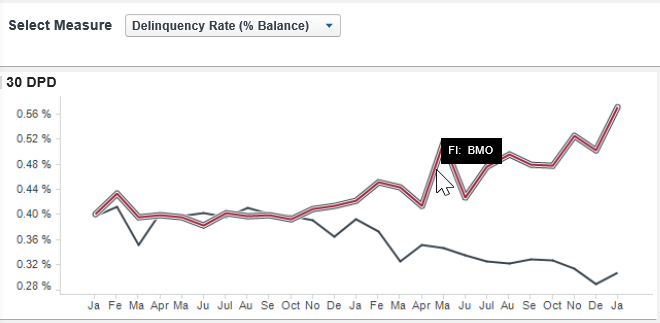 Select Measure Delinquency Rate (% Balance)
30 DPD
0.56 %
0.52 %
FI: BMO
0.48 %
0.44 %
0.40 %
0.36 %
0.32 %
0.28 %
Ja Fe Ma Apr Ma Ju Jul Au Se Oct No De Ja Fe Ma Apr Ma Ju Jul Au Se Oct No De Ja